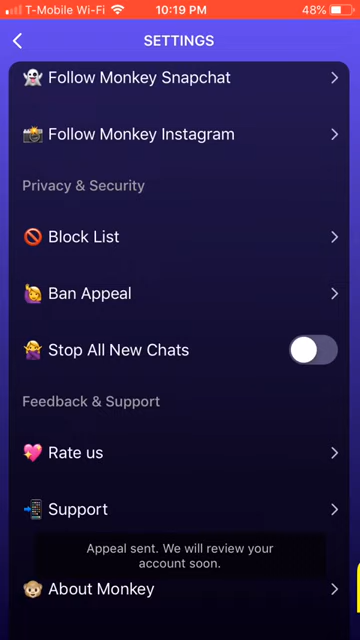 T-Mobile Wi-Fi 10:19 PM 48%
SETTINGS
Follow Monkey Snapchat
Follow Monkey Instagram
Privacy & Security
Block List
Ban Appeal
Stop All New Chats
Feedback & Support
Rate us
Support
Appeal sent. We will review your
account soon.
About Monkey